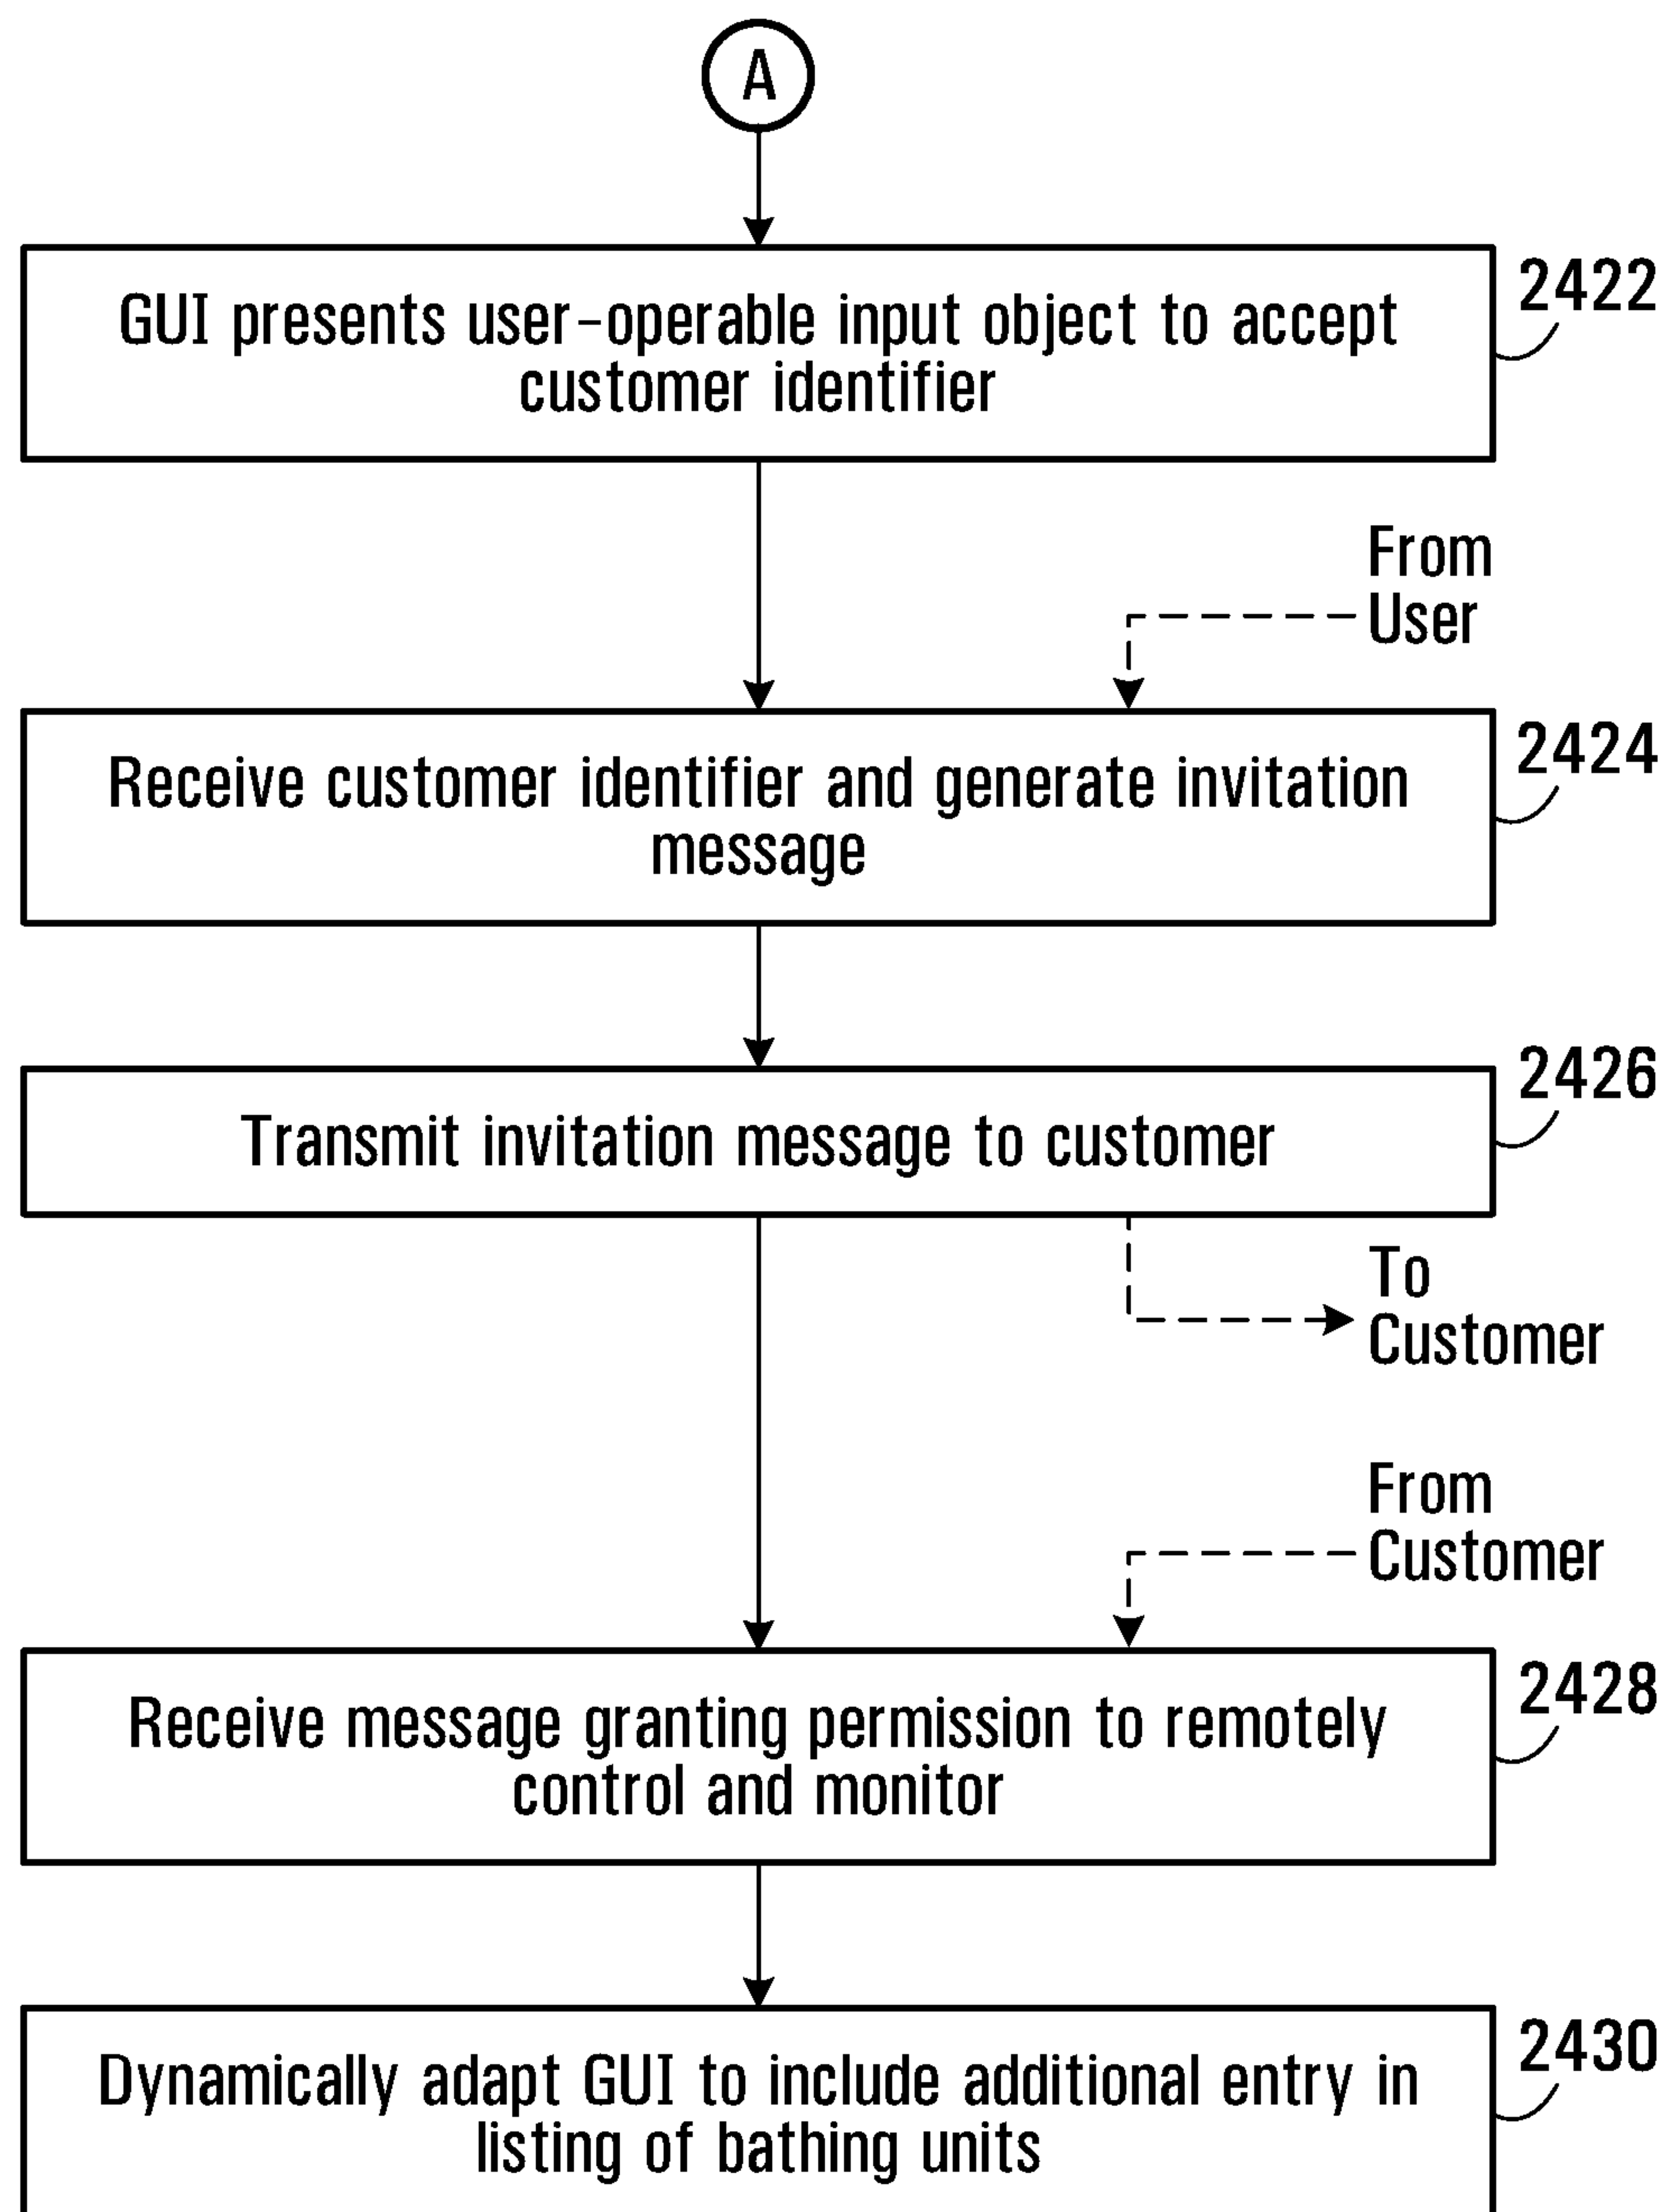 A
GUI presents user-operable input object to accept
customer identifier
2422
From
User
Receive customer identifier and generate invitation
message
2424
Transmit invitation message to customer
2426
To
Customer
From
Customer
Receive message granting permission to remotely
control and monitor
2428
Dynamically adapt GUI to include additional entry in
listing of bathing units
2430